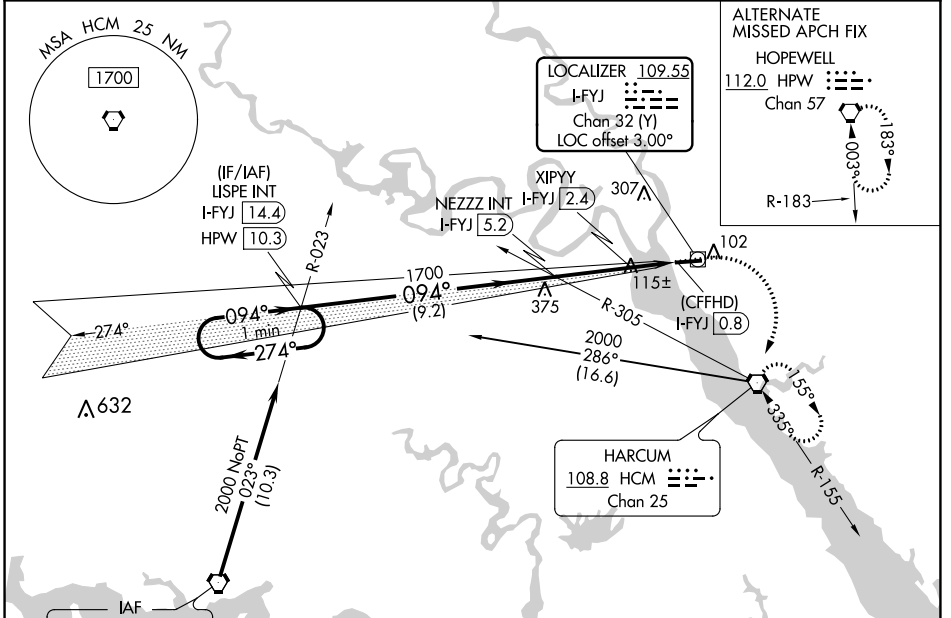 MSA HCM 25 NM
1700
ALTERNATE
MISSED APCH FIX
HOPEWELL
112.0 HPW
Chan 57
183°
003°
R-183
LOCALIZER 109.55
I-FYJ
Chan 32 (Y)
LOC offset 3.00°
(IF/IAF)
LISPE INT
I-FYJ 14.4
HPW 10.3
R-023
NEZZZ INT
I-FYJ 5.2
XIPYY
I-FYJ 2.4
307
102
1700
094°
(9.2)
115±
375
(CFFHD)
I-FYJ 0.8
R-305
274°
094°
1 min
274°
2000
286°
(16.6)
155°
335°
R-155
632
2000 NoPT
023°
(10.3)
HARCUM
108.8 HCM
Chan 25
IAF